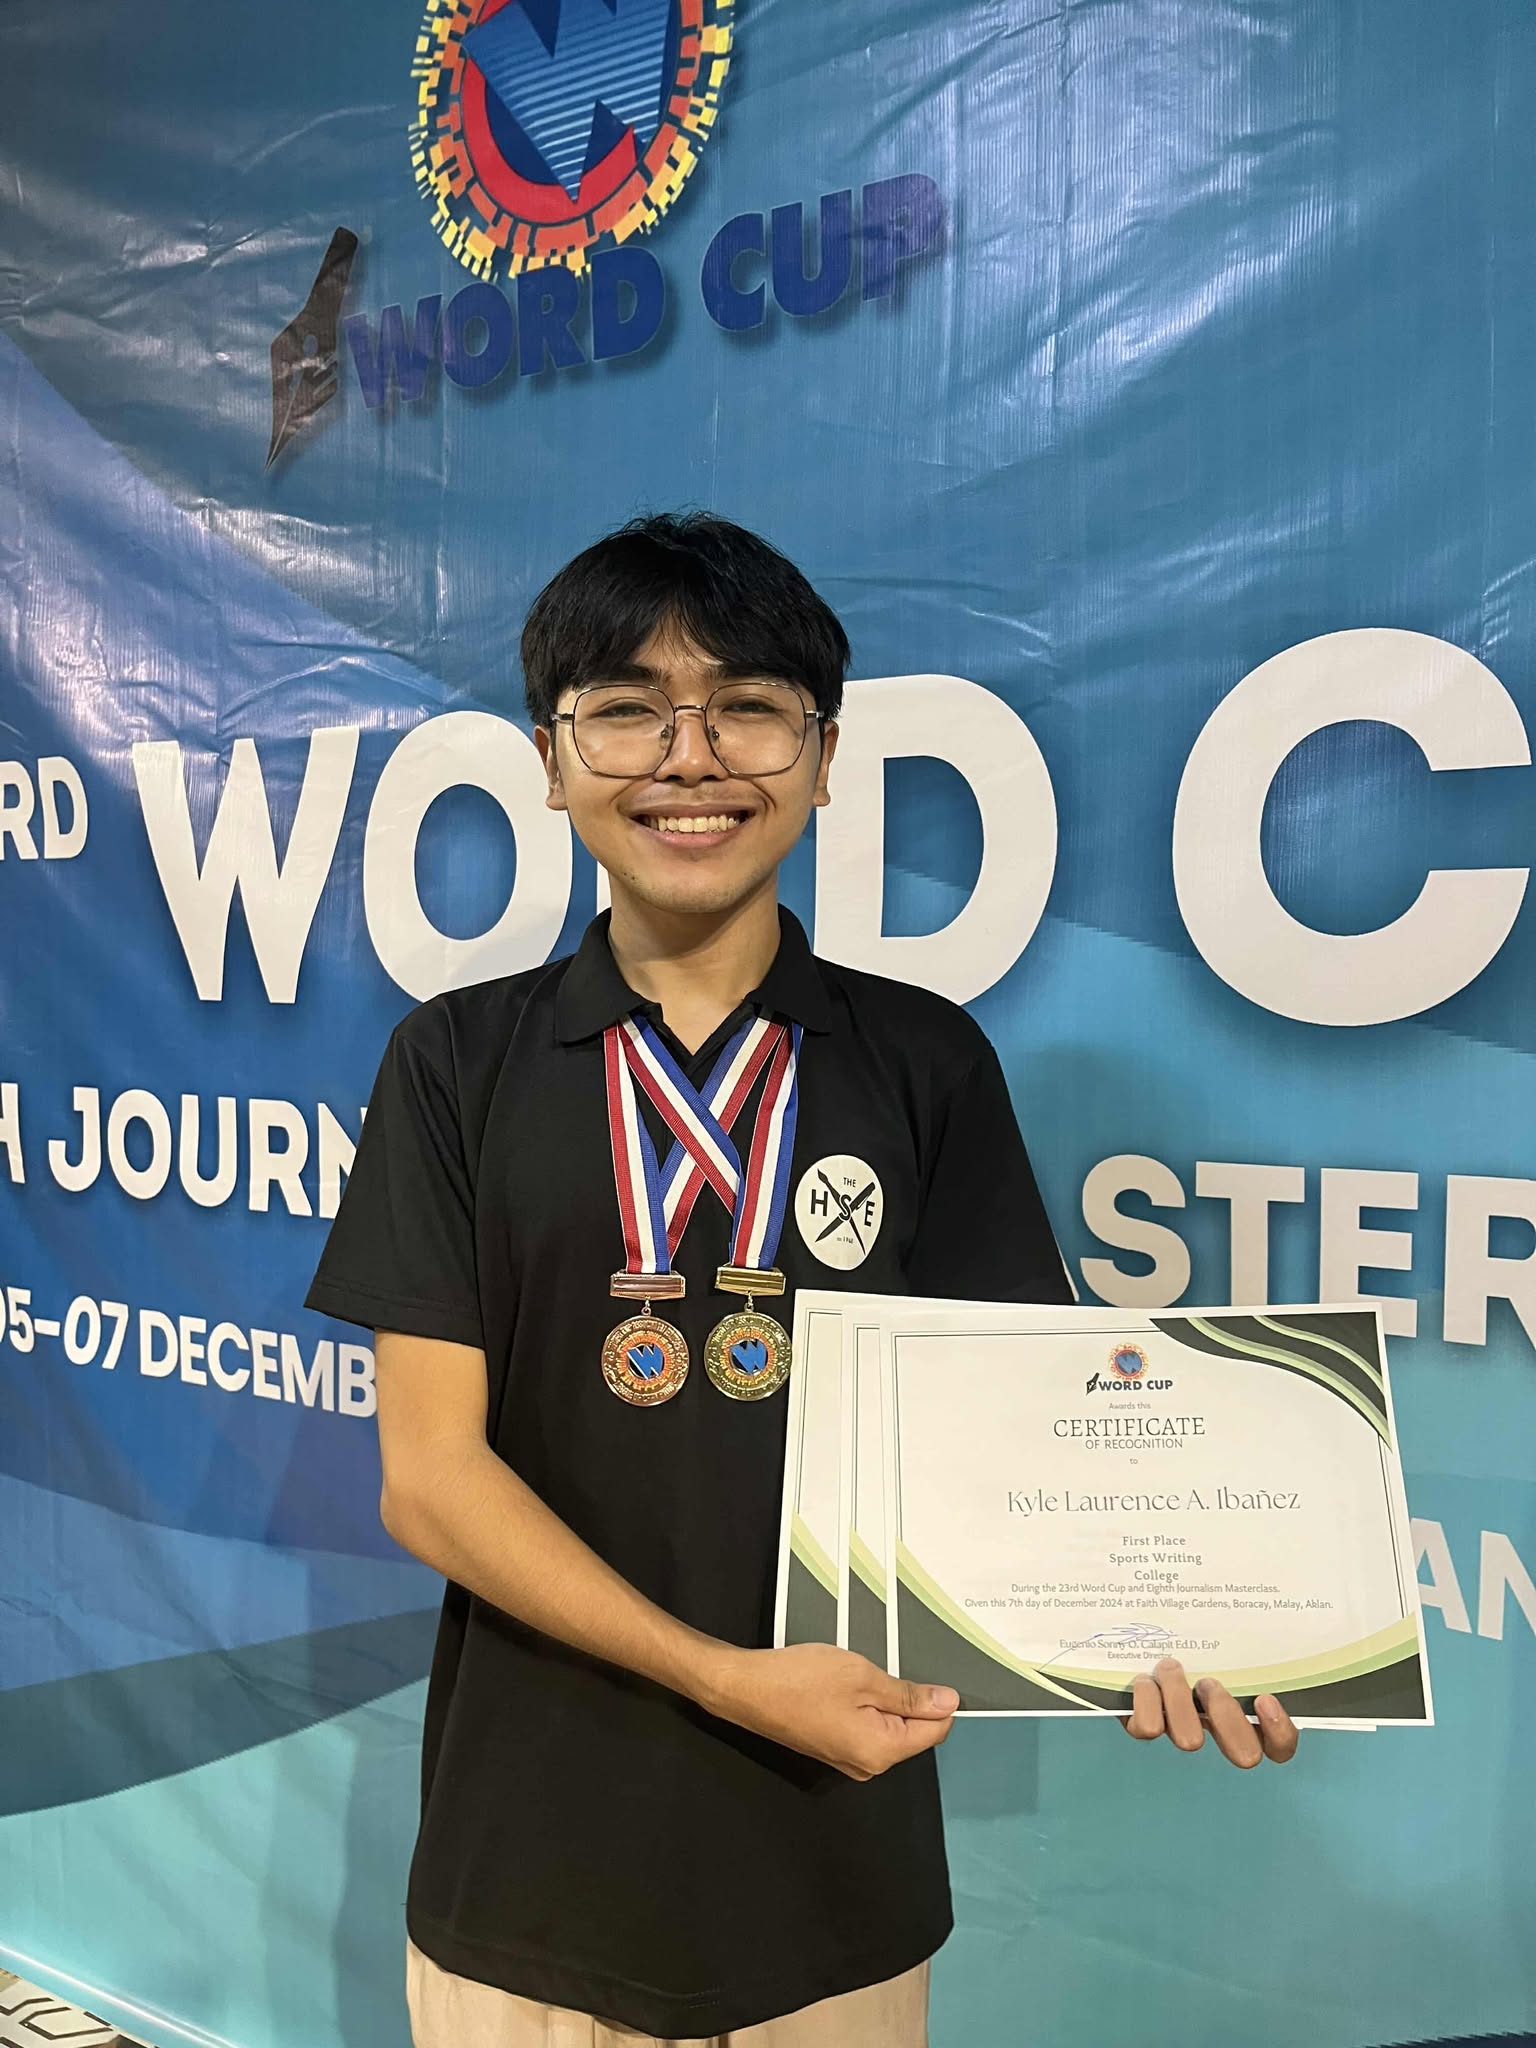 WORD CUP
RD WORD C
H JOURN ASTER
05-07 DECEMB
AN
THE
HSE
WORD CUP
Awards this
CERTIFICATE
OF RECOGNITION
to
Kyle Laurence A. Ibañez
First Place
Sports Writing
College
During the 23rd Word Cup and Eighth Journalism Masterclass.
Given this 7th day of December 2024 at Faith Village Gardens, Boracay, Malay, Aklan.
Eugenio Sonny O. Calapit Ed.D, EnP
Executive Director